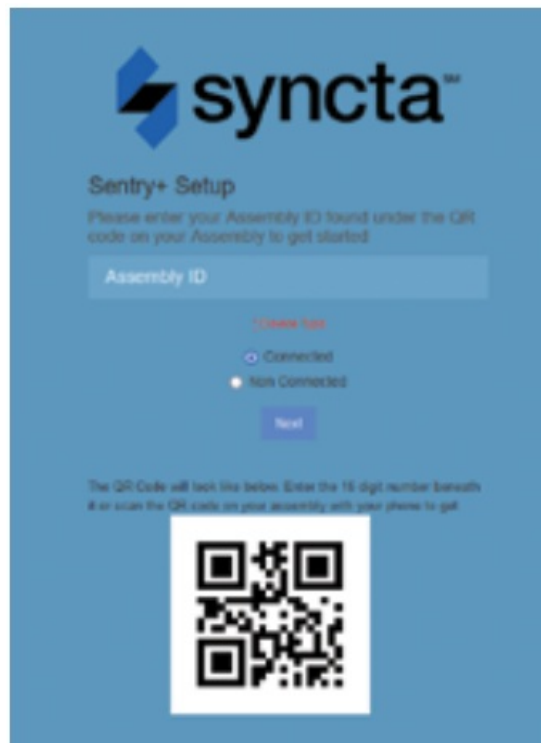 syncta SM
Sentry+ Setup
Please enter your Assembly ID found under the QR
code on your Assembly to get started
Assembly ID
Connected
Non Connected
Next
The QR Code will look like below. Enter the 16 digit number beneath
it or scan the QR code on your assembly with your phone to get